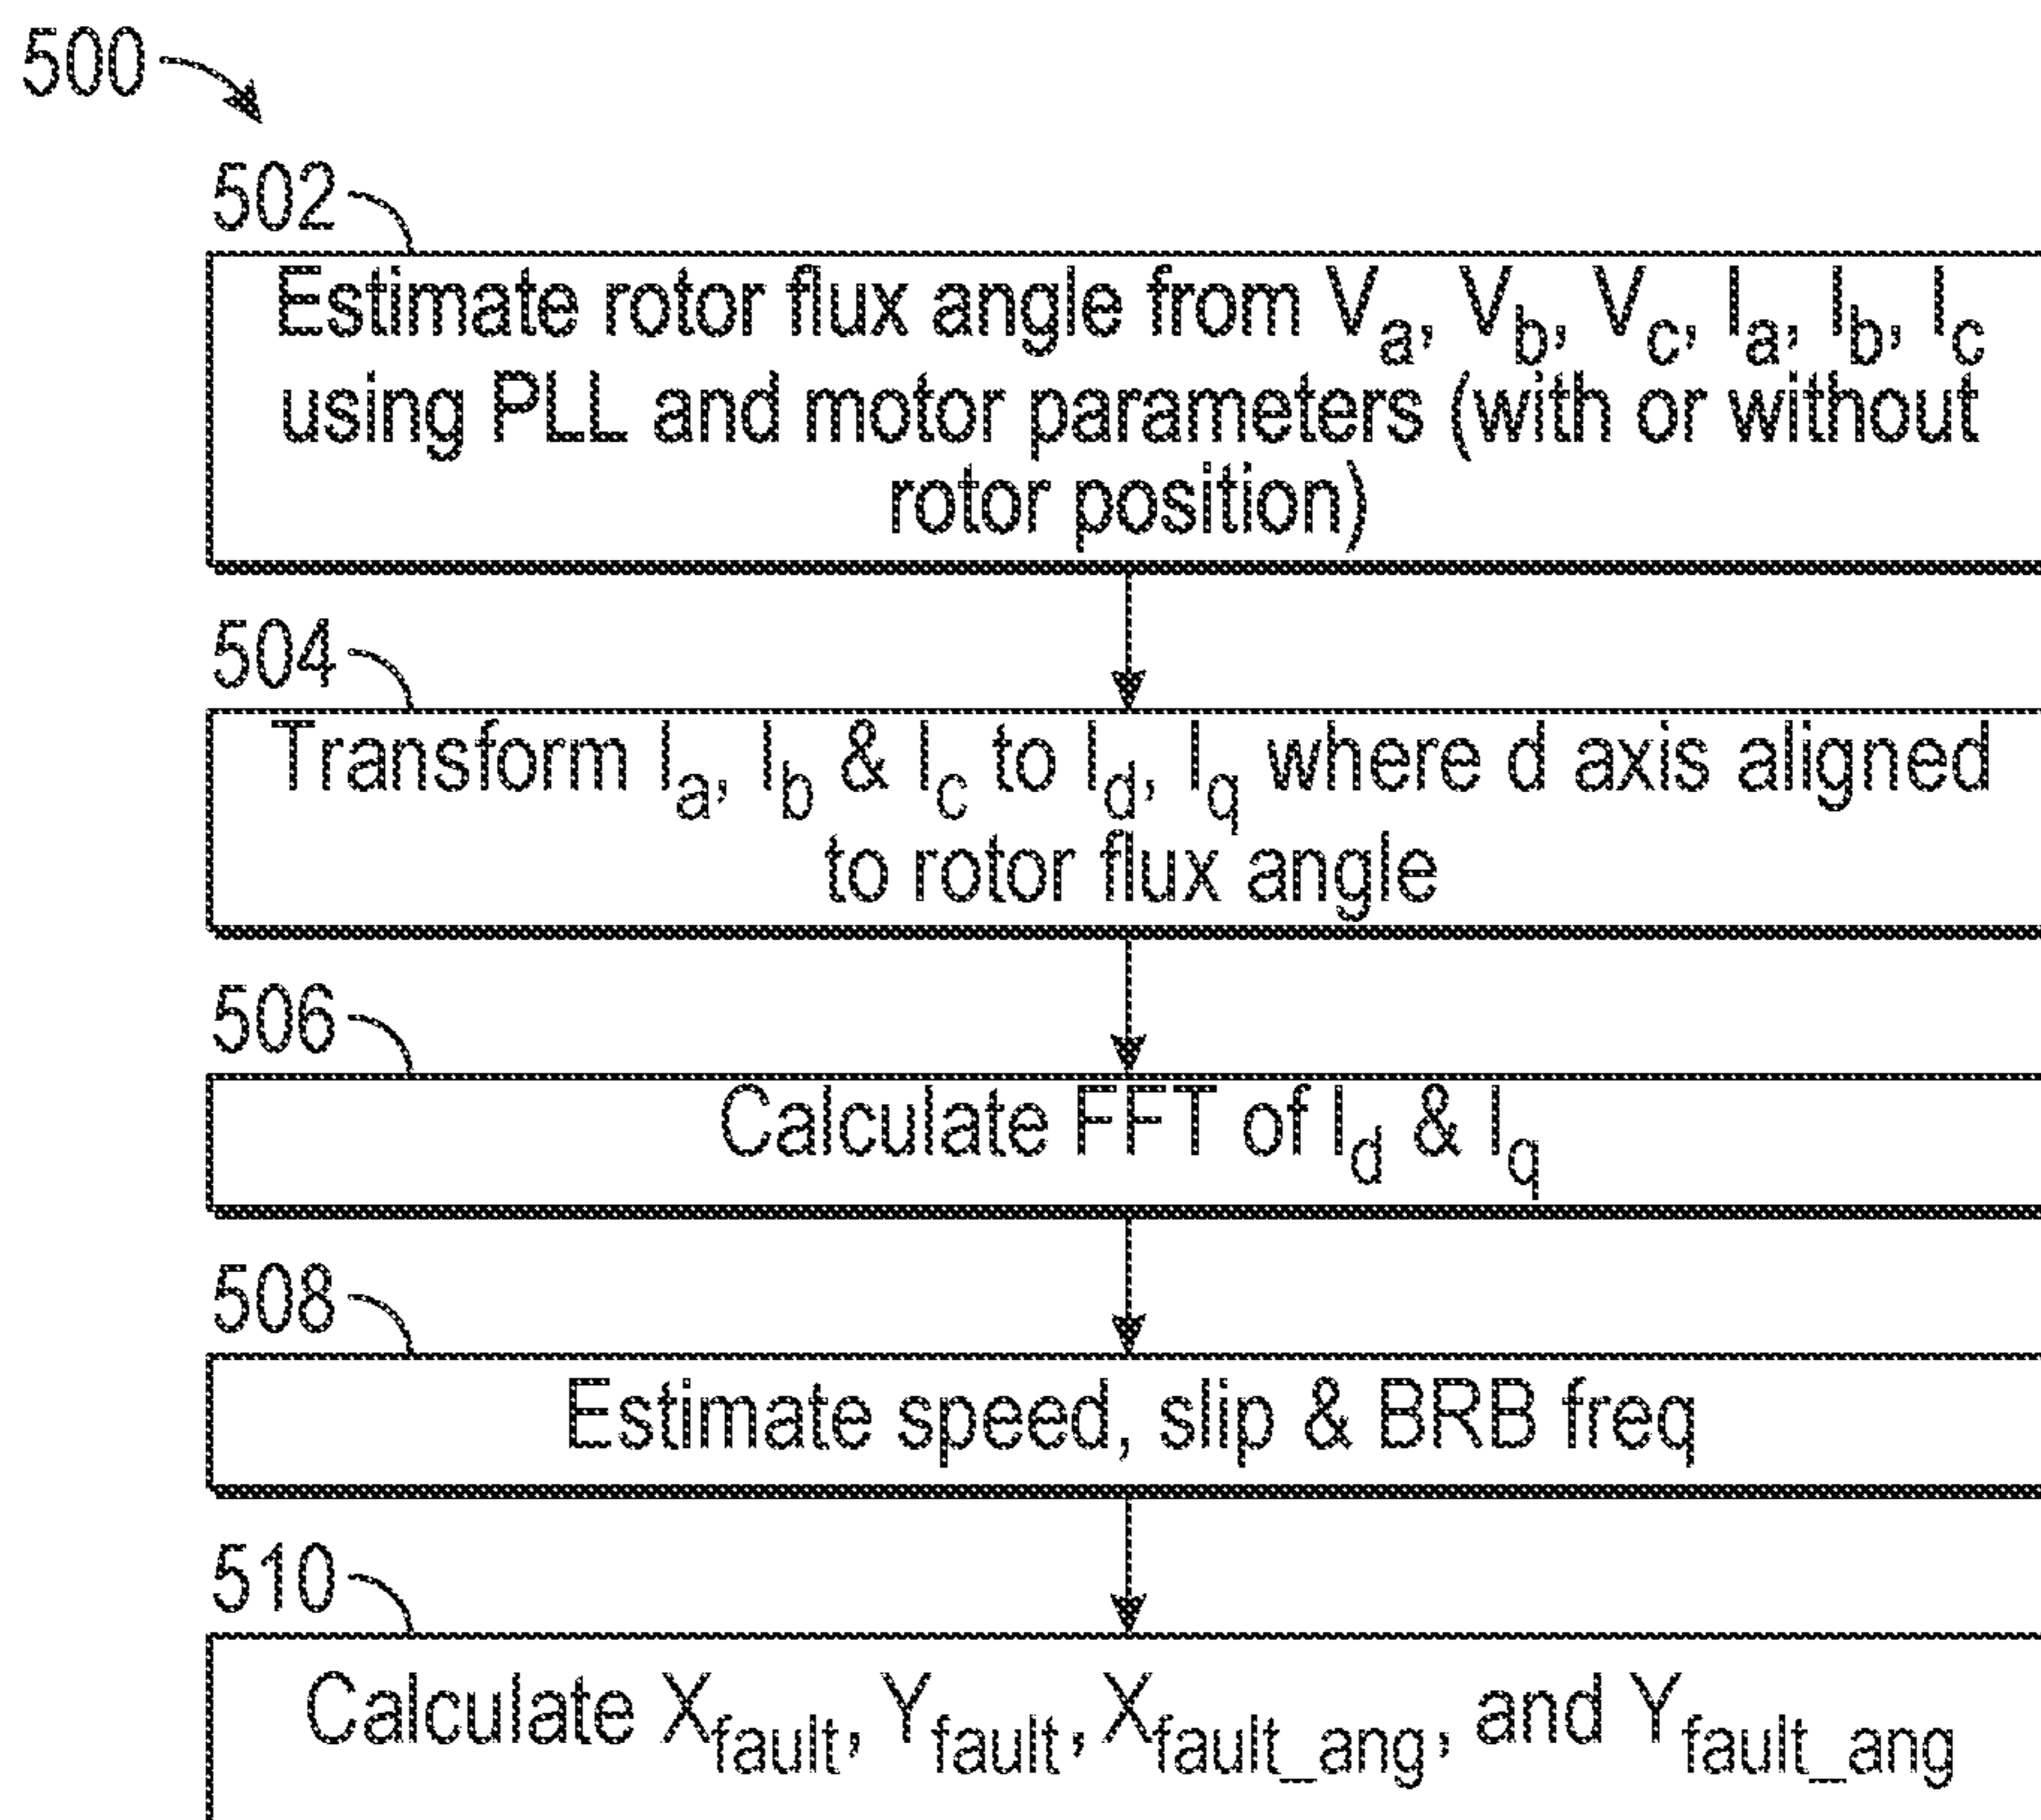 500
502
Estimate rotor flux angle from Va, Vb, Vc, Ia, Ib, Ic
using PLL and motor parameters (with or without
rotor position)
504
Transform Ia, Ib & Ic to Id, Iq where d axis aligned
to rotor flux angle
506
Calculate FFT of Id & Iq
508
Estimate speed, slip & BRB freq
510
Calculate Xfault, Yfault, Xfault_ang, and Yfault_ang